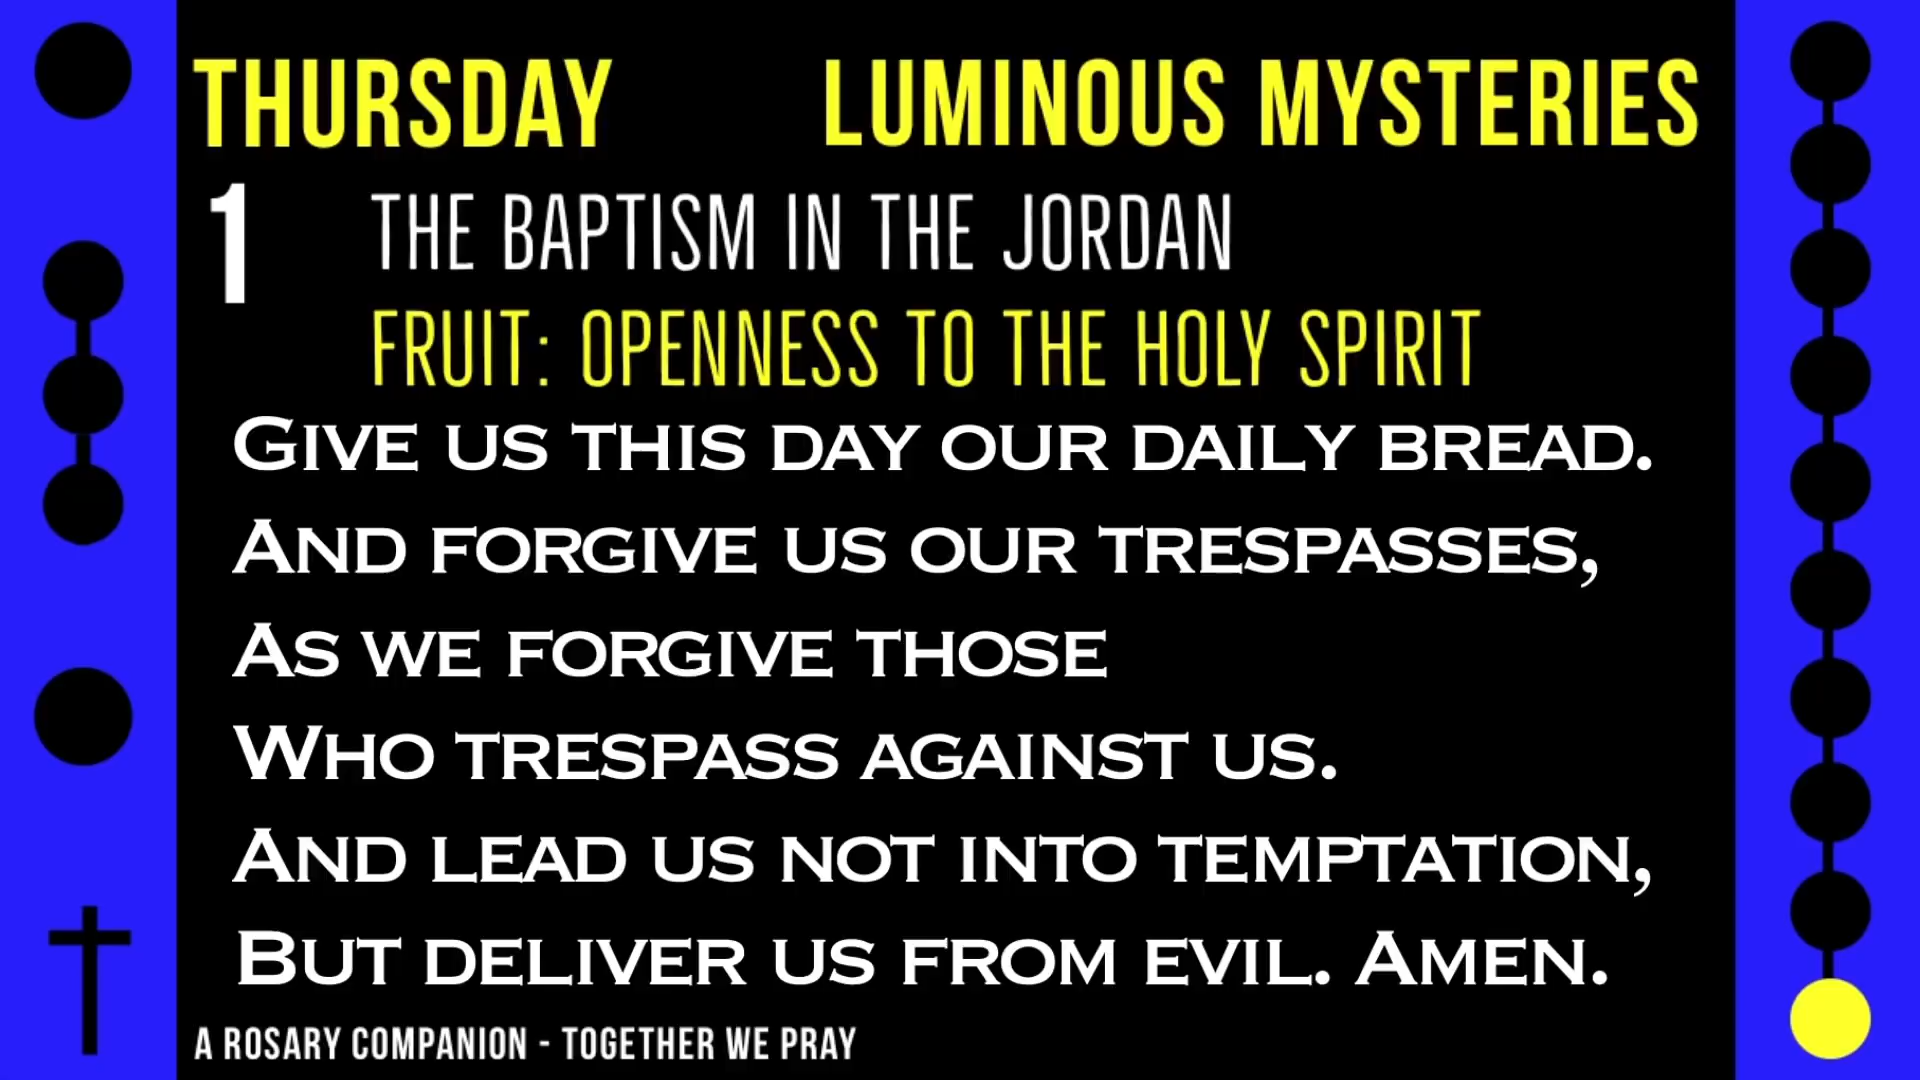 THURSDAY LUMINOUS MYSTERIES
1 THE BAPTISM IN THE JORDAN
FRUIT: OPENNESS TO THE HOLY SPIRIT
GIVE US THIS DAY OUR DAILY BREAD.
AND FORGIVE US OUR TRESPASSES,
AS WE FORGIVE THOSE
WHO TRESPASS AGAINST US.
AND LEAD US NOT INTO TEMPTATION,
BUT DELIVER US FROM EVIL. AMEN.
A ROSARY COMPANION - TOGETHER WE PRAY